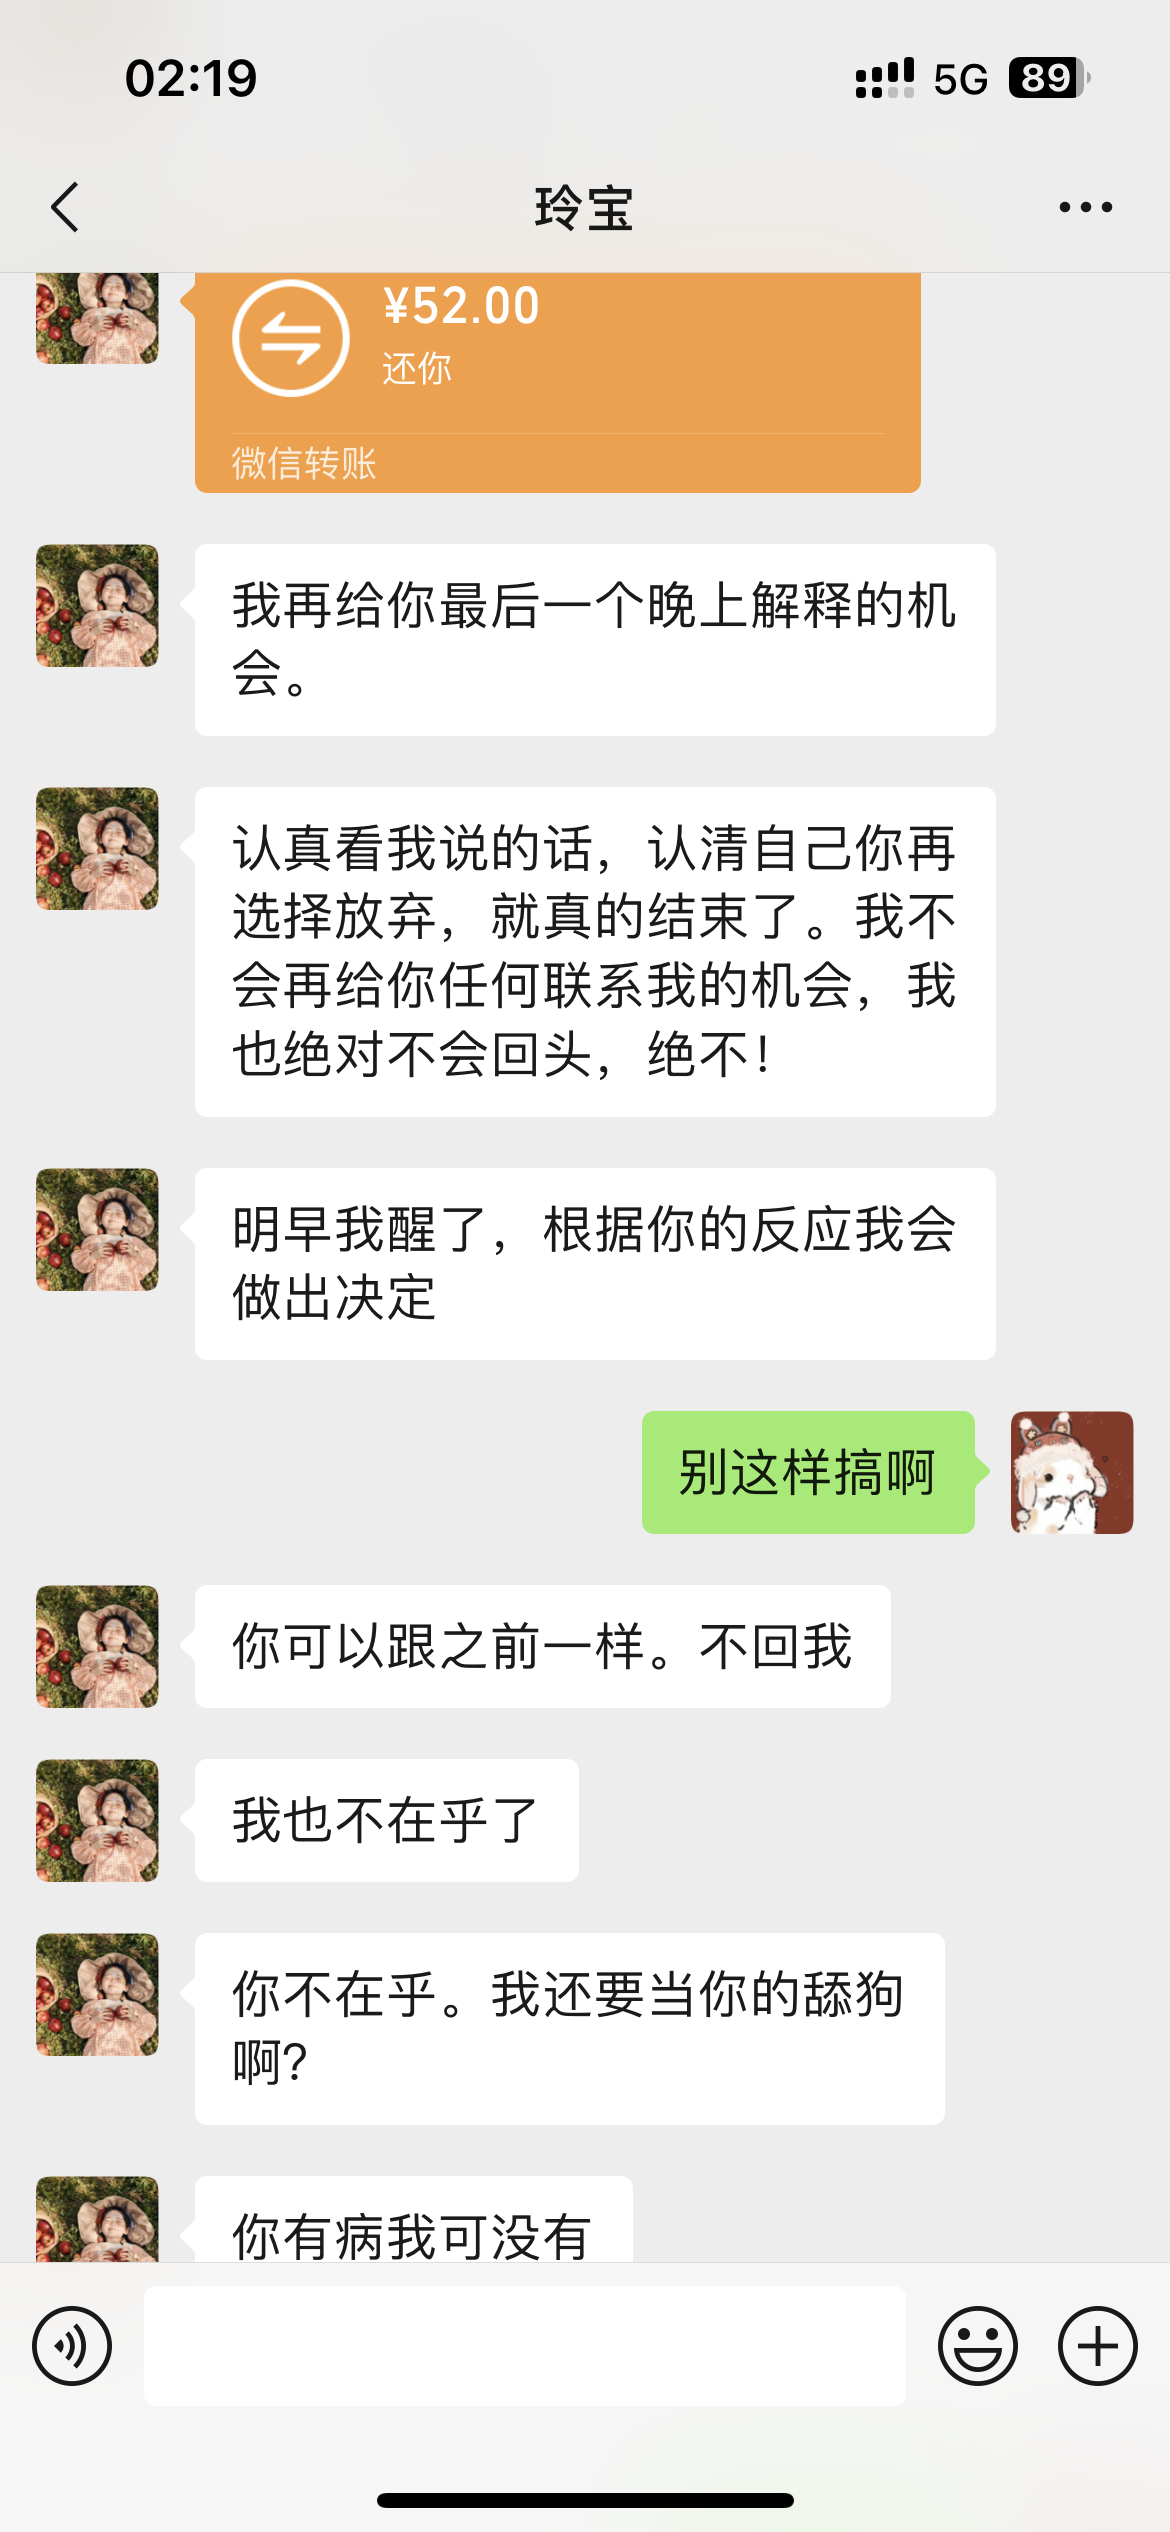 02:19
5G 89
玲宝
¥52.00
还你
微信转账
我再给你最后一个晚上解释的机
会。
认真看我说的话，认清自己你再
选择放弃，就真的结束了。我不
会再给你任何联系我的机会，我
也绝对不会回头，绝不！
明早我醒了，根据你的反应我会
做出决定
别这样搞啊
你可以跟之前一样。不回我
我也不在乎了
你不在乎。我还要当你的舔狗
啊?
你有病我可没有